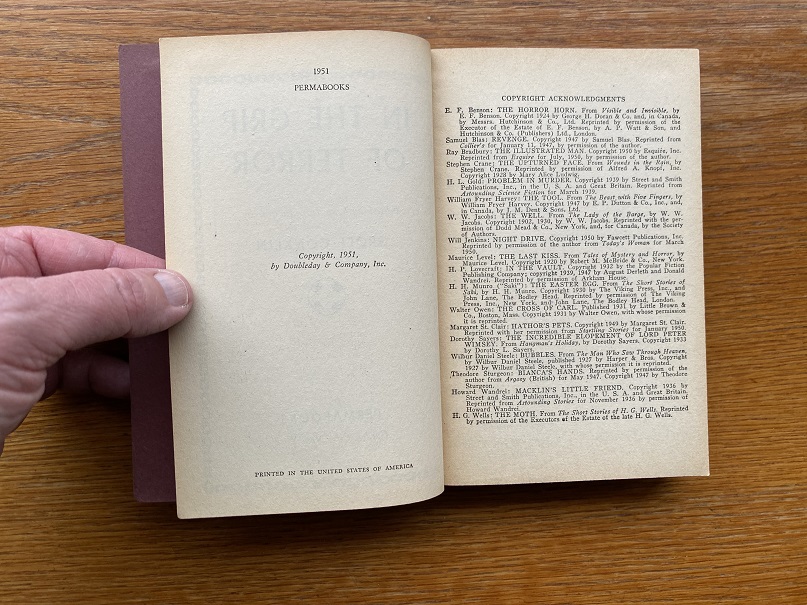 1951
PERMABOOKS
Copyright, 1951,
by Doubleday & Company, Inc.
PRINTED IN THE UNITED STATES OF AMERICA
COPYRIGHT ACKNOWLEDGMENTS
E. F. Benson: THE HORROR HORN. From Visible and Invisible, by
E. F. Benson. Copyright 1924 by George H. Doran & Co. and, in Canada,
by Messrs. Hutchinson & Co., Ltd. Reprinted by permission of the
Executor of the Estate of E. F. Benson, by A. P. Watt & Son, and
Hutchinson & Co. (Publishers) Ltd., London.
Samuel Blas: REVENGE. Copyright 1947 by Samuel Blas. Reprinted from
Collier's for January 11, 1947, by permission of the author.
Ray Bradbury: THE ILLUSTRATED MAN. Copyright 1950 by Esquire, Inc.
Reprinted from Esquire for July, 1950, by permission of the author.
Stephen Crane: THE UPTURNED FACE. From Wounds in the Rain, by
Stephen Crane. Reprinted by permission of Alfred A. Knopf, Inc.
Copyright 1928 by Mary Alice Ludwig.
H. L. Gold: PROBLEM IN MURDER. Copyright 1939 by Street and Smith
Publications, Inc., in the U. S. A. and Great Britain. Reprinted from
Astounding Science Fiction for March 1939.
William Fryer Harvey: THE TOOL. From The Beast with Five Fingers, by
William Fryer Harvey. Copyright 1947 by E. P. Dutton & Co., Inc., and,
in Canada, by J. M. Dent & Sons, Ltd.
W. W. Jacobs: THE WELL. From The Lady of the Barge, by W. W.
Jacobs. Copyright 1902, 1930, by W. W. Jacobs. Reprinted with the per-
mission of Dodd Mead & Co., New York, and, for Canada, by the Society
of Authors.
Will Jenkins: NIGHT DRIVE. Copyright 1950 by Fawcett Publications, Inc.
Reprinted by permission of the author from Today's Woman for March
1950.
Maurice Level: THE LAST KISS. From Tales of Mystery and Horror, by
Maurice Level. Copyright 1920 by Robert M. McBride & Co., New York.
H. P. Lovecraft: IN THE VAULT. Copyright 1932 by the Popular Fiction
Publishing Company; copyright 1939, 1947 by August Derleth and Donald
Wandrei. Reprinted by permission of Arkham House.
H. H. Munro ("Saki"): THE EASTER EGG. From The Short Stories of
Saki, by H. H. Munro. Copyright 1930 by The Viking Press, Inc., and
John Lane, The Bodley Head. Reprinted by permission of The Viking
Press, Inc., New York, and John Lane, The Bodley Head, London.
Walter Owen: THE CROSS OF CARL. Published 1931 by Little Brown &
Co., Boston, Mass. Copyright 1931 by Walter Owen, with whose permission
it is reprinted.
Margaret St. Clair: HATHOR'S PETS. Copyright 1949 by Margaret St. Clair.
Reprinted with her permission from Startling Stories for January 1950.
Dorothy Sayers: THE INCREDIBLE ELOPEMENT OF LORD PETER
WIMSEY. From Hangman's Holiday, by Dorothy Sayers. Copyright 1933
by Dorothy L. Sayers.
Wilbur Daniel Steele: BUBBLES. From The Man Who Saw Through Heaven,
by Wilbur Daniel Steele, published 1927 by Harper & Bros. Copyright
1927 by Wilbur Daniel Steele, with whose permission it is reprinted.
Theodore Sturgeon: BIANCA'S HANDS. Reprinted by permission of the
author from Argosy (British) for May 1947. Copyright 1947 by Theodore
Sturgeon.
Howard Wandrei: MACKLIN'S LITTLE FRIEND. Copyright 1936 by
Street and Smith Publications, Inc., in the U. S. A. and Great Britain.
Reprinted from Astounding Stories for November 1936 by permission of
Howard Wandrei.
H. G. Wells: THE MOTH. From The Short Stories of H. G. Wells. Reprinted
by permission of the Executors of the Estate of the late H. G. Wells.